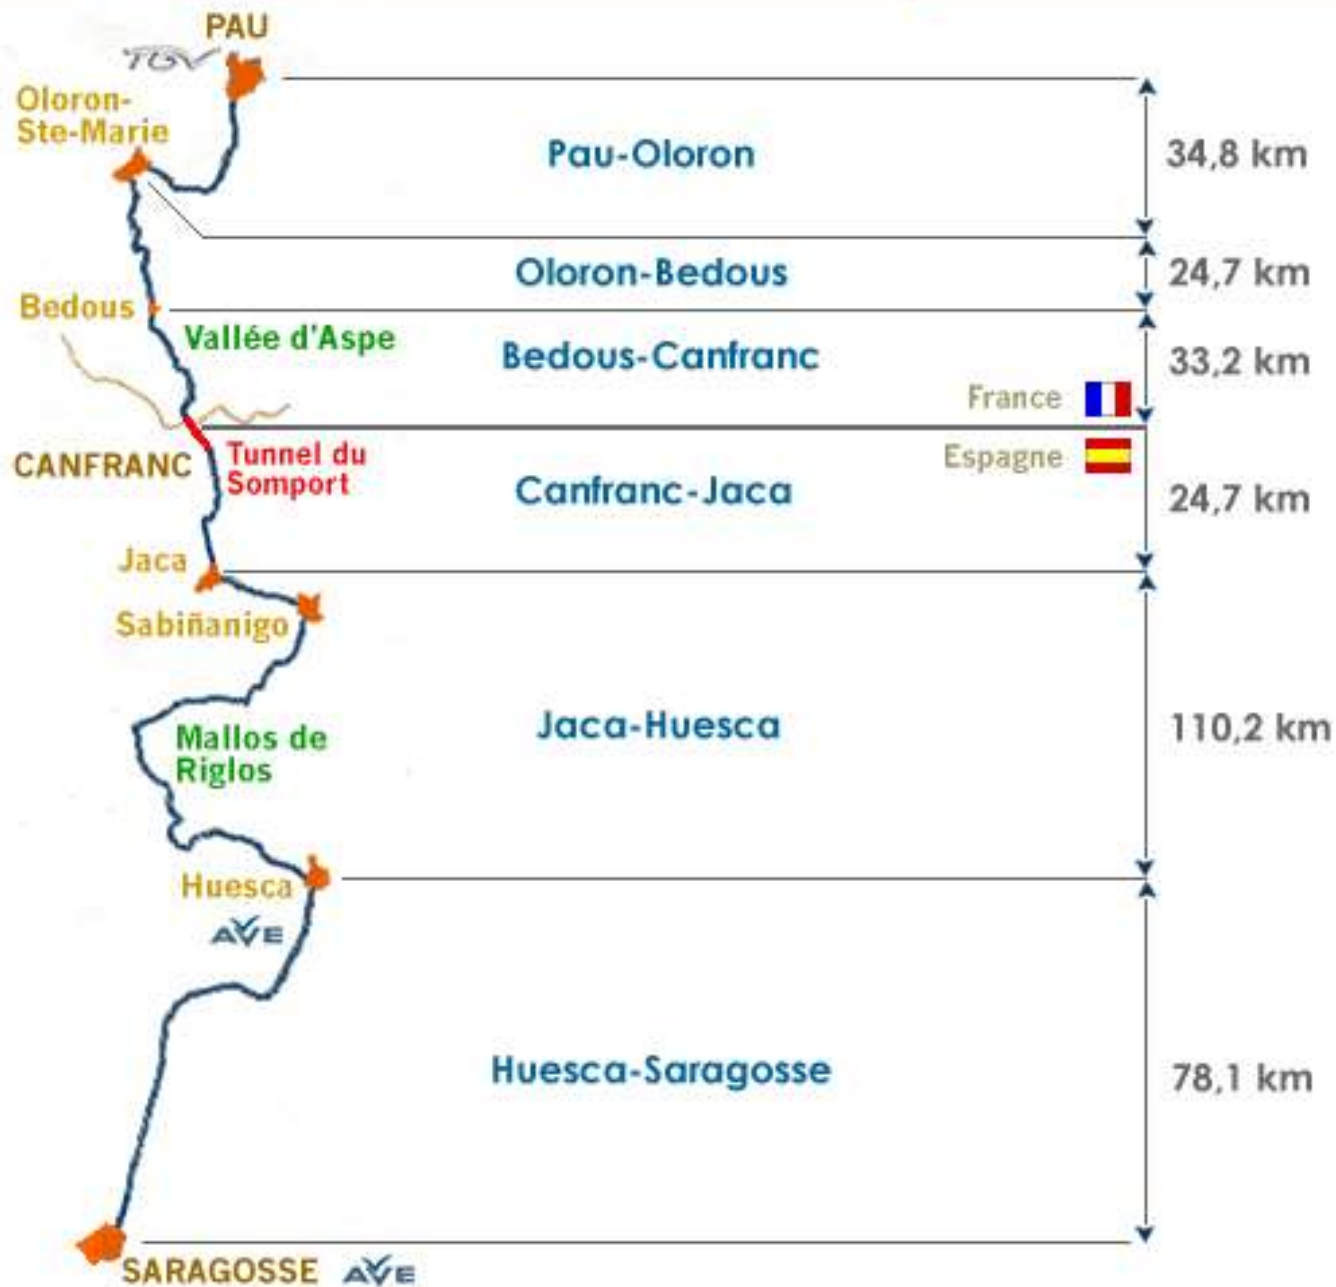 PAU
TGV
Oloron-
Ste-Marie
Pau-Oloron
34,8 km
Oloron-Bedous
24,7 km
Bedous
Vallée d'Aspe
Bedous-Canfranc
33,2 km
France
Espagne
CANFRANC
Tunnel du
Somport
Canfranc-Jaca
24,7 km
Jaca
Sabiñanigo
Mallos de
Riglos
Jaca-Huesca
110,2 km
Huesca
AVE
Huesca-Saragosse
78,1 km
SARAGOSSE AVE